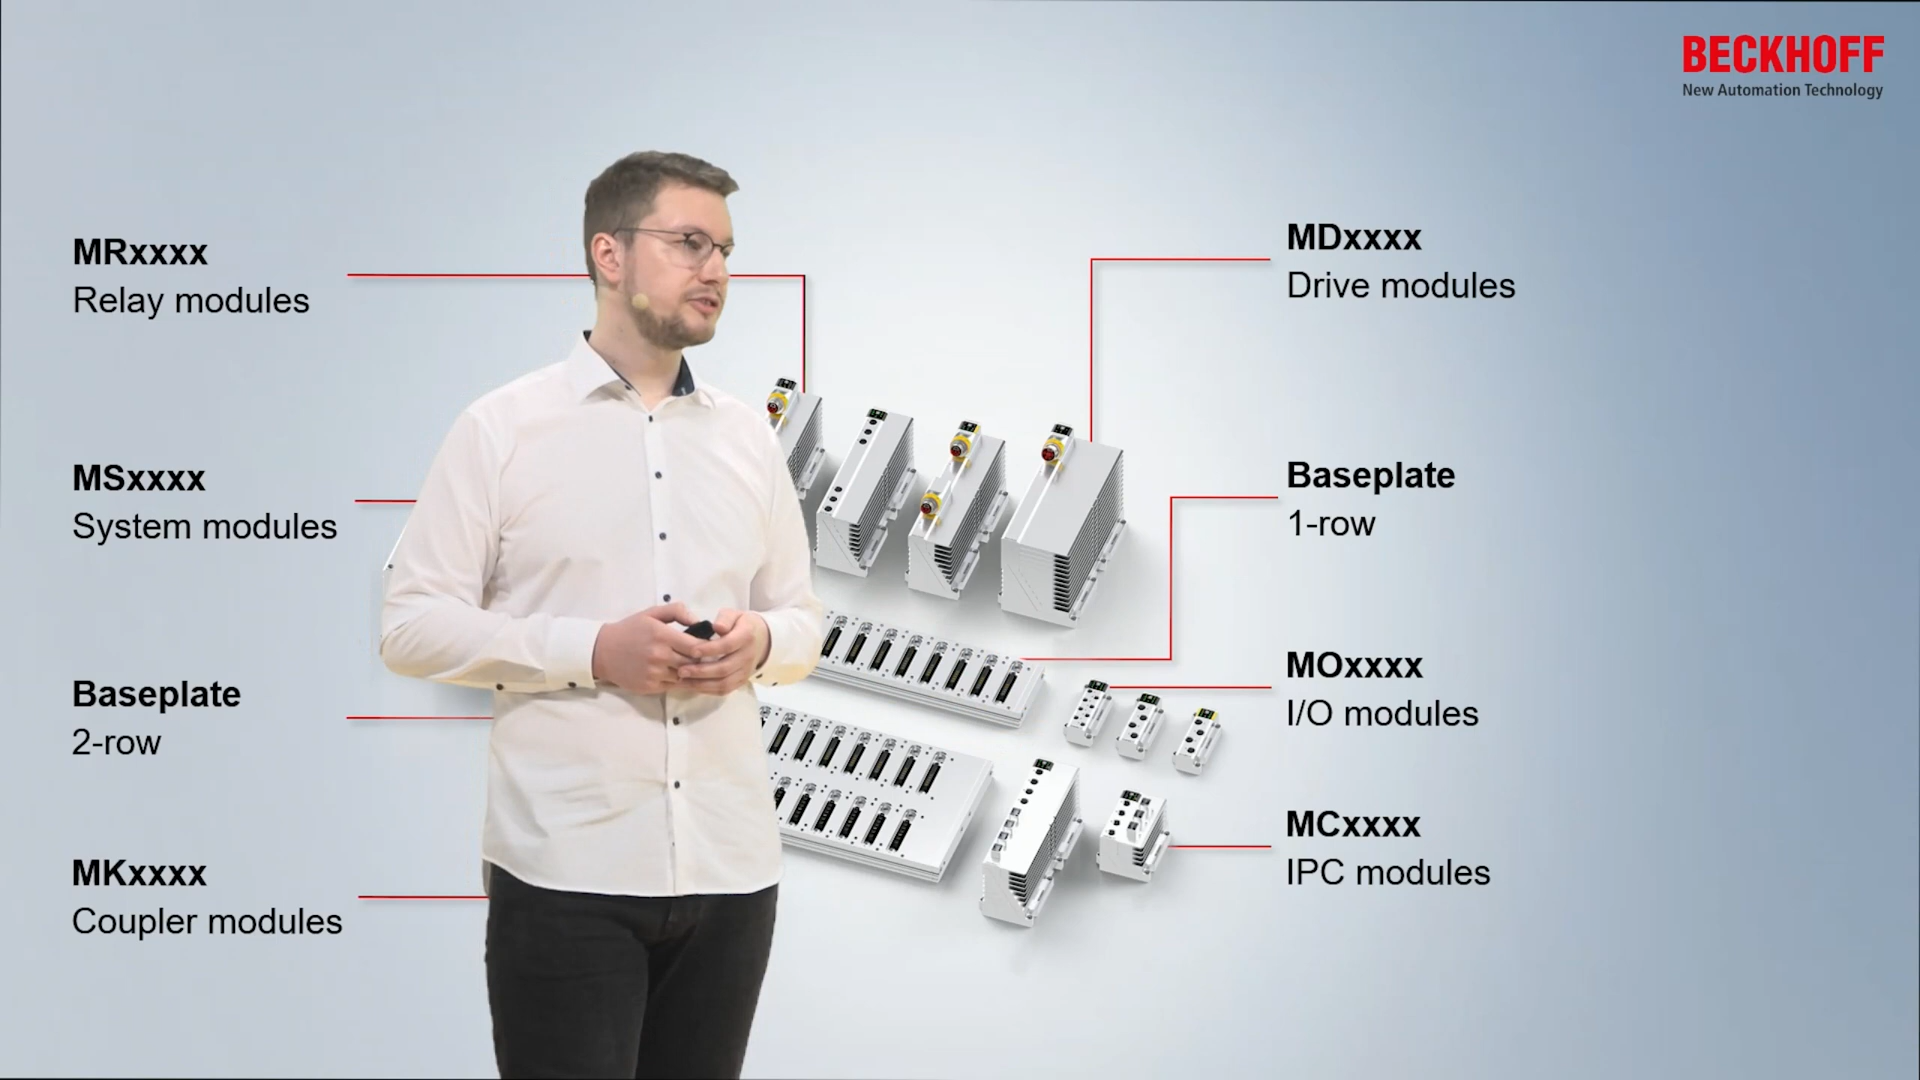 BECKHOFF
New Automation Technology
MRxxxx
Relay modules
MSxxxx
System modules
Baseplate
2-row
MKxxxx
Coupler modules
MDxxxx
Drive modules
Baseplate
1-row
MOxxxx
I/O modules
MCxxxx
IPC modules